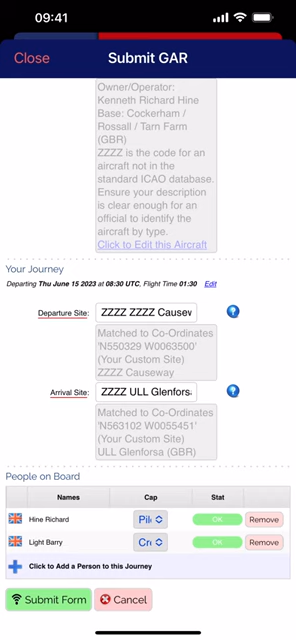 09:41
Close
Submit GAR
Owner/Operator:
Kenneth Richard Hine
Base: Cockerham /
Rossall / Tarn Farm
(GBR)
ZZZZ is the code for an
aircraft not in the
standard ICAO database.
Ensure your description
is clear enough for an
official to identify the
aircraft by type.
Click to Edit this Aircraft
Your Journey
Departing Thu June 15 2023 at 08:30 UTC, Flight Time 01:30 Edit
Departure Site: ZZZZ ZZZZ Causew
Matched to Co-Ordinates
'N550329 W0063500'
(Your Custom Site)
ZZZZ Causeway
Arrival Site: ZZZZ ULL Glenforsa
Matched to Co-Ordinates
'N563102 W0055451'
(Your Custom Site)
ULL Glenforsa (GBR)
People on Board
Names Cap Stat
Hine Richard Pil OK Remove
Light Barry Cr OK Remove
Click to Add a Person to this Journey
Submit Form Cancel